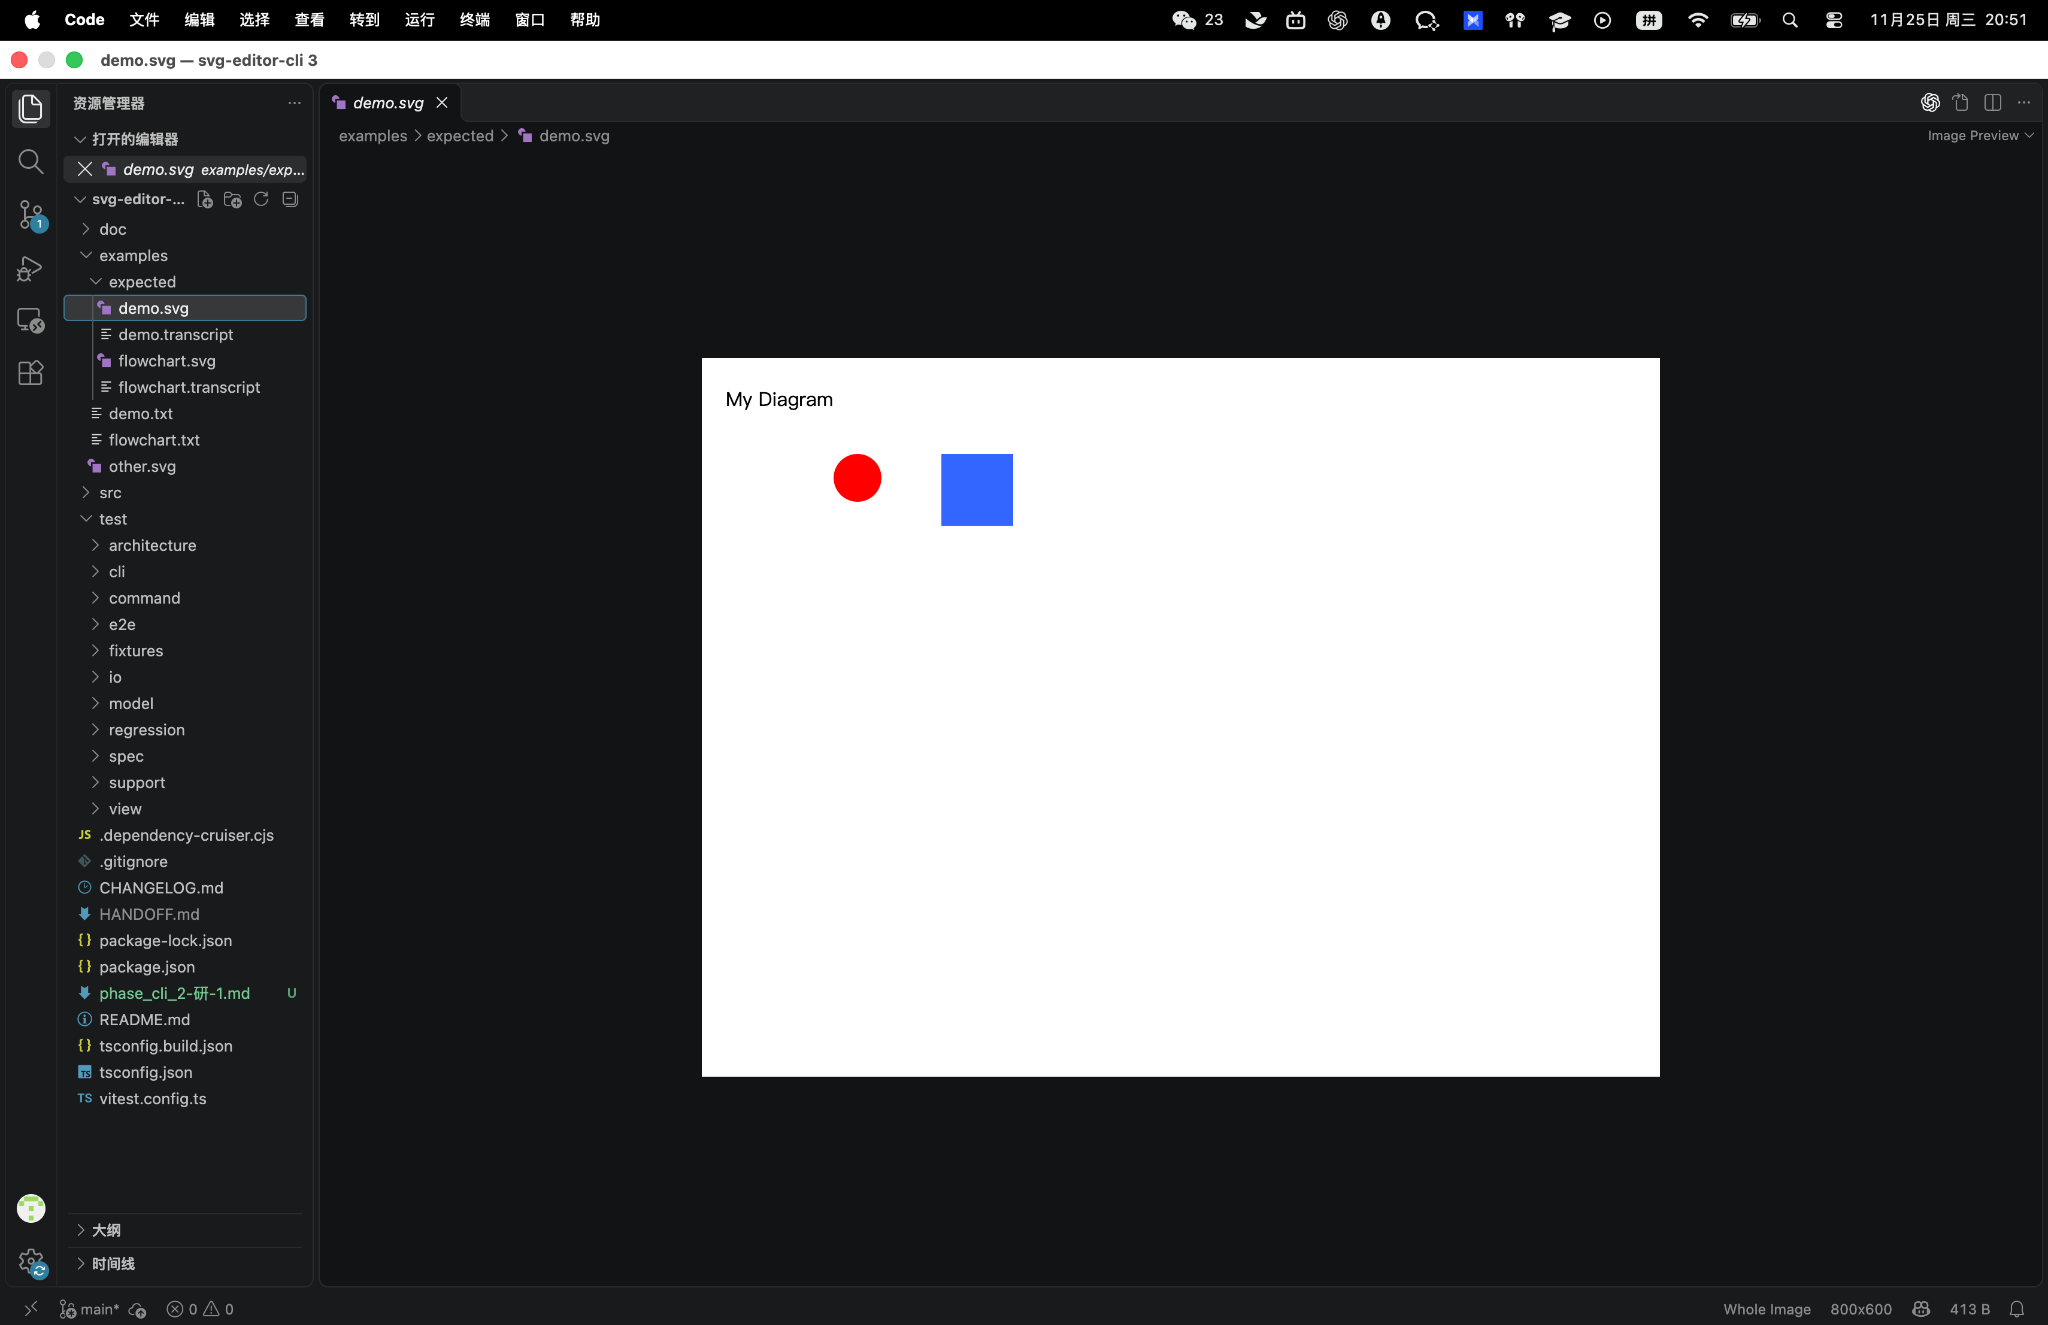 Code 文件 编辑 选择 查看 转到 运行 终端 窗口 帮助 23 拼 11月25日 周三 20:51
demo.svg — svg-editor-cli 3
资源管理器
打开的编辑器
demo.svg examples/exp...
svg-editor-...
doc
examples
expected
demo.svg
demo.transcript
flowchart.svg
flowchart.transcript
demo.txt
flowchart.txt
other.svg
src
test
architecture
cli
command
e2e
fixtures
io
model
regression
spec
support
view
JS .dependency-cruiser.cjs
.gitignore
CHANGELOG.md
HANDOFF.md
{} package-lock.json
{} package.json
phase_cli_2-研-1.md U
README.md
{} tsconfig.build.json
TS tsconfig.json
TS vitest.config.ts
大纲
时间线
1
demo.svg
examples > expected > demo.svg
Image Preview
My Diagram
main* 0 0
Whole Image 800x600 413 B